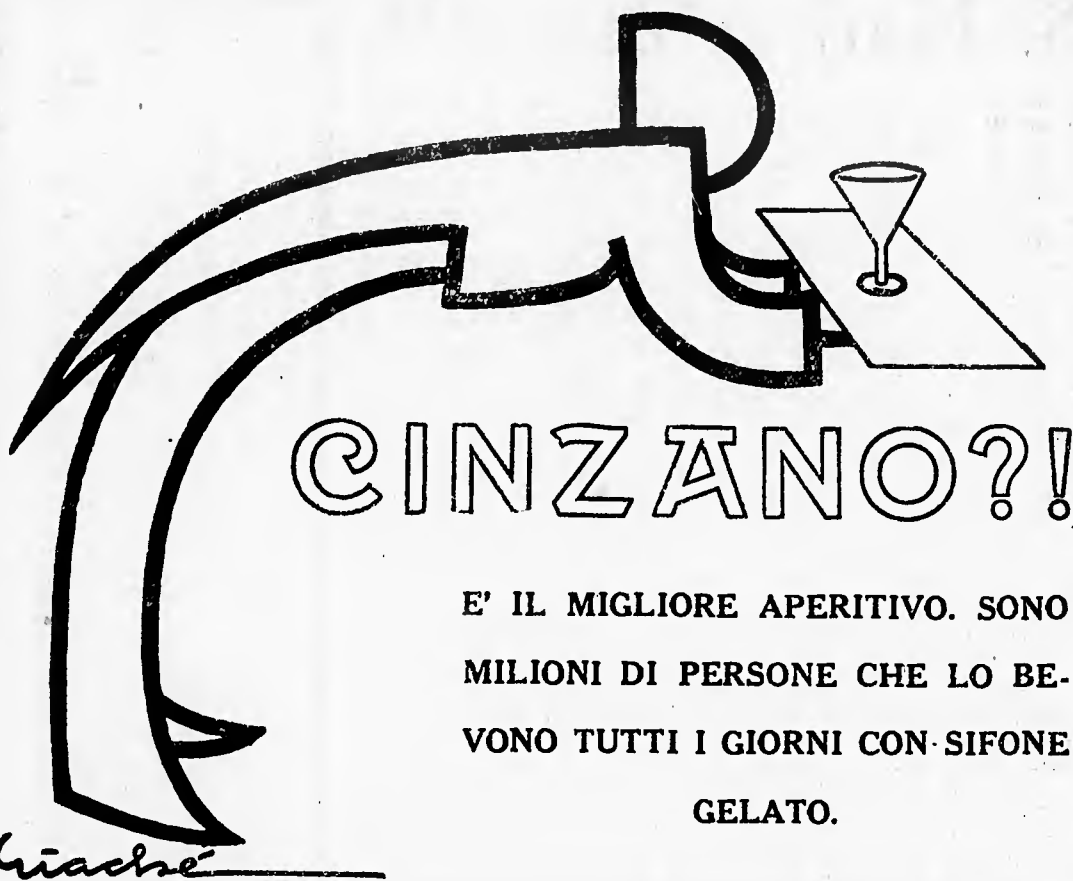 CINZANO?!
E' IL MIGLIORE APERITIVO. SONO
MILIONI DI PERSONE CHE LO BE-
VONO TUTTI I GIORNI CON SIFONE
GELATO.